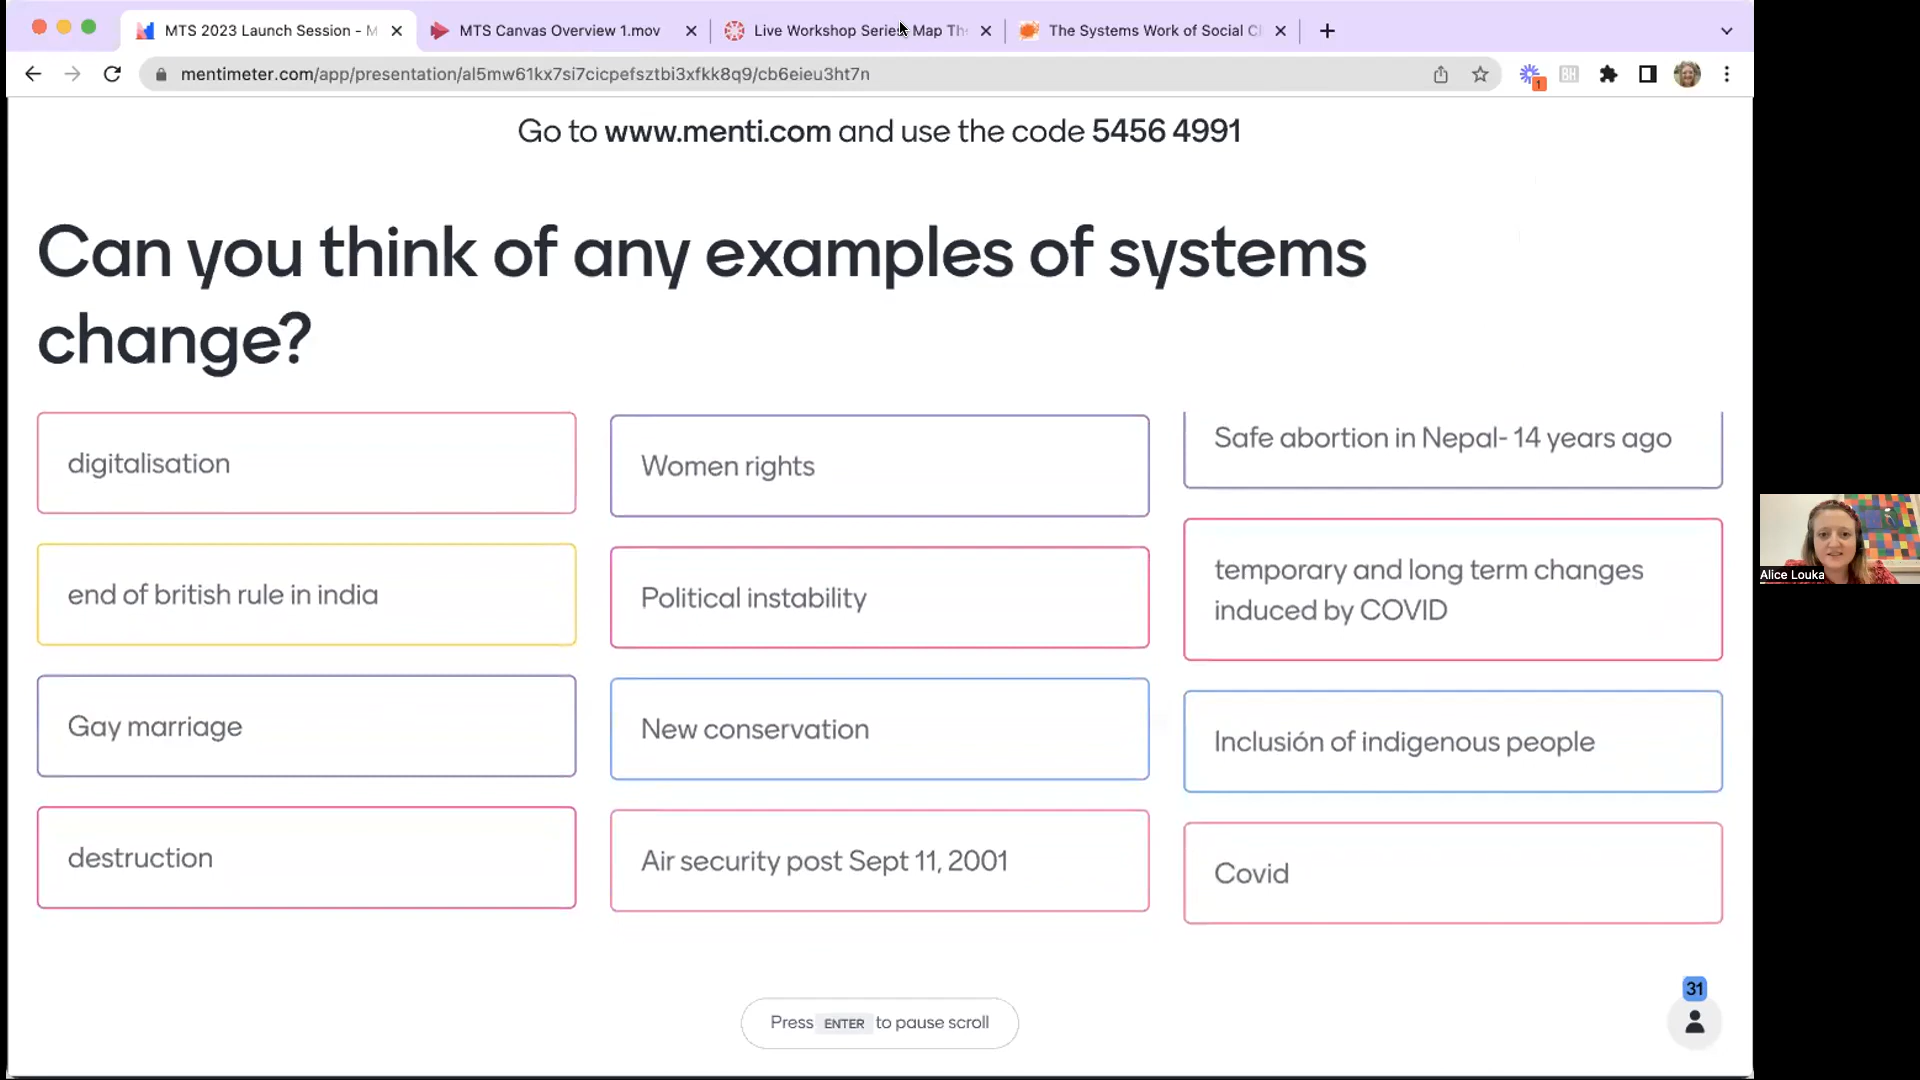 MTS 2023 Launch Session - M
MTS Canvas Overview 1.mov
Live Workshop Series: Map Th
The Systems Work of Social Cl
mentimeter.com/app/presentation/al5mw61kx7si7cicpefsztbi3xfkk8q9/cb6eieu3ht7n
1
BH
Go to www.menti.com and use the code 5456 4991
Can you think of any examples of systems
change?
digitalisation
end of british rule in india
Gay marriage
destruction
Women rights
Political instability
New conservation
Air security post Sept 11, 2001
Safe abortion in Nepal- 14 years ago
temporary and long term changes
induced by COVID
Inclusión of indigenous people
Covid
Alice Louka
Press ENTER to pause scroll
31